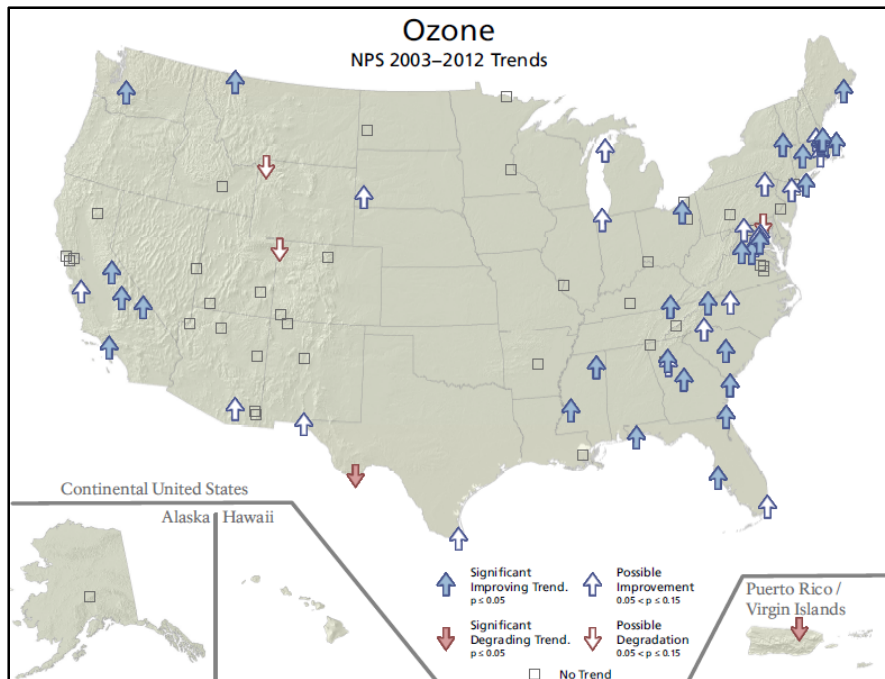 Ozone
NPS 2003–2012 Trends
Continental United States
Alaska
Hawaii
Significant
Improving Trend.
p ≤ 0.05
Possible
Improvement
0.05 < p ≤ 0.15
Significant
Degrading Trend.
p ≤ 0.05
Possible
Degradation
0.05 < p ≤ 0.15
No Trend
Puerto Rico /
Virgin Islands